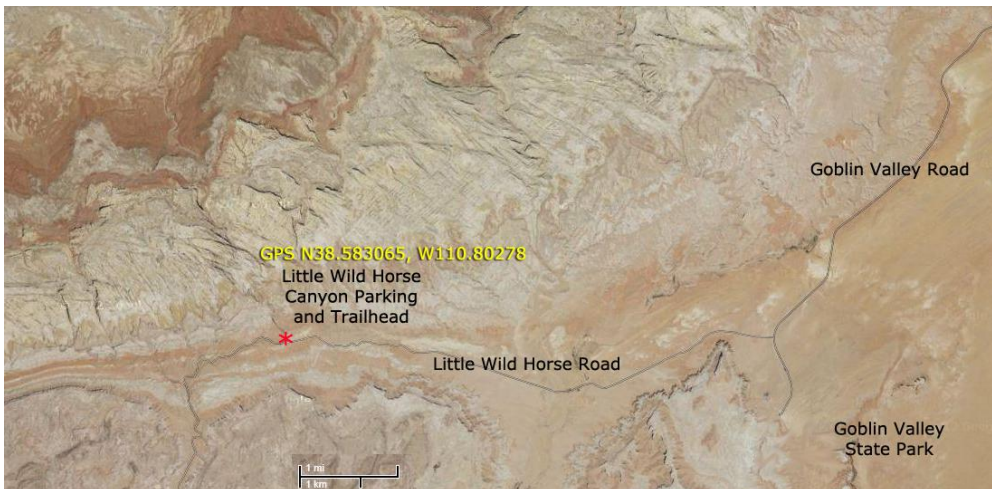 Goblin Valley Road
GPS N38.583065, W110.80278
Little Wild Horse
Canyon Parking
and Trailhead
Little Wild Horse Road
Goblin Valley
State Park
1 mi
1 km